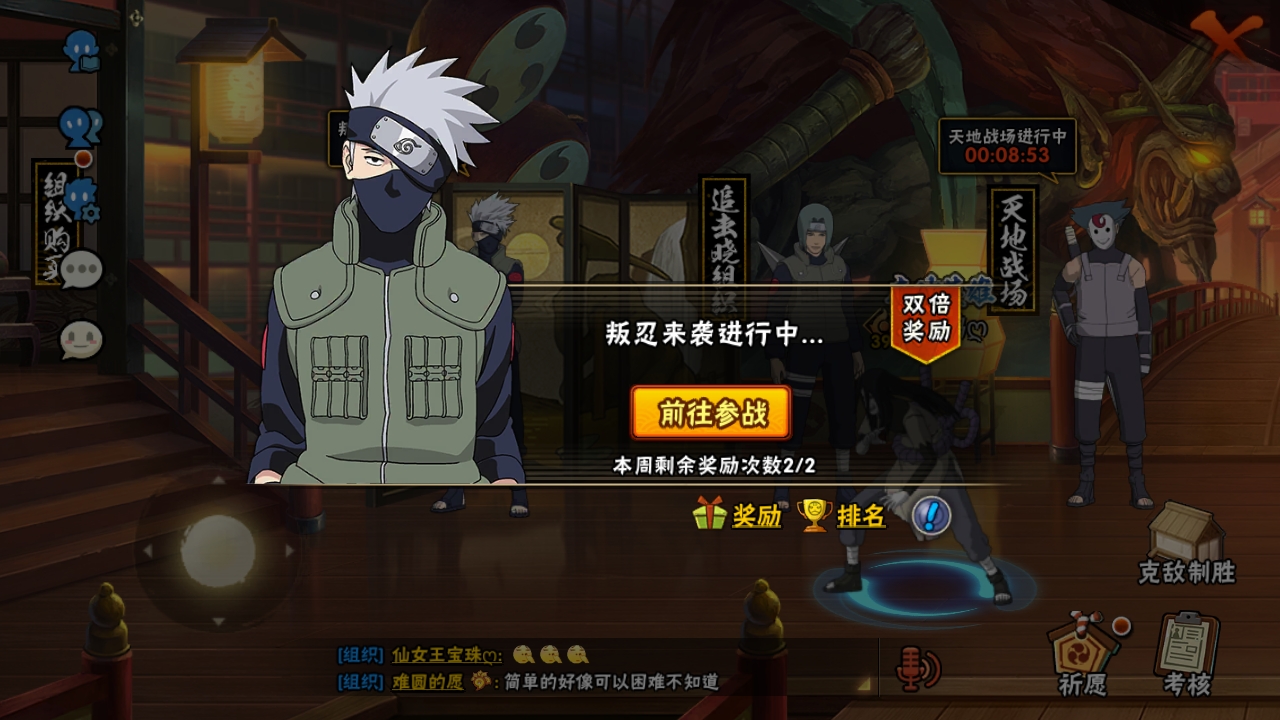 组织购
叛
追击晓组织
天地战场进行中
00:08:53
天地战场
叛忍来袭进行中...
双倍
奖励
前往参战
本周剩余奖励次数2/2
奖励
排名
克敌制胜
祈愿
考核
[组织] 仙女王宝珠ღ:
[组织] 难圆的愿 : 简单的好像可以困难不知道